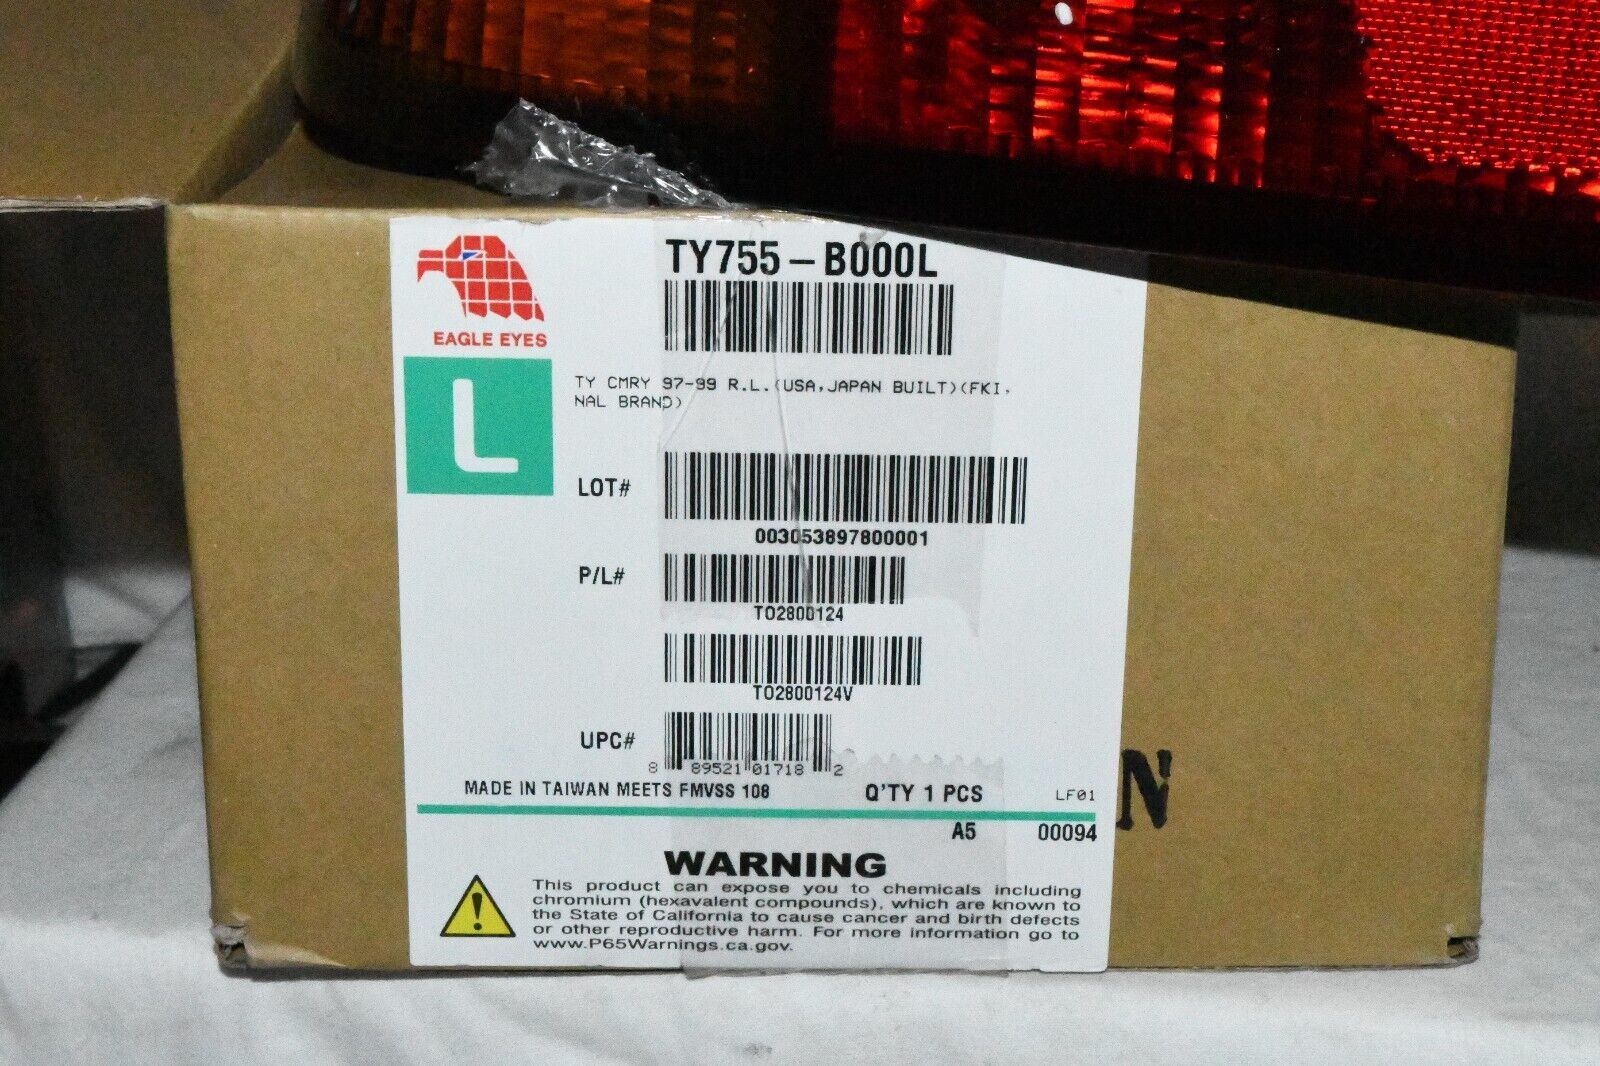 TY755-B000L
EAGLE EYES
L
TY CMRY 97-99 R.L.(USA,JAPAN BUILT)(FKI,
NAL BRAND)
LOT#
003053897800001
P/L#
TO2800124
TO2800124V
UPC#
8 89521 01718 2
MADE IN TAIWAN MEETS FMVSS 108 Q'TY 1 PCS LF01
A5 00094
N
WARNING
This product can expose you to chemicals including
chromium (hexavalent compounds), which are known to
the State of California to cause cancer and birth defects
or other reproductive harm. For more information go to
www.P65Warnings.ca.gov.